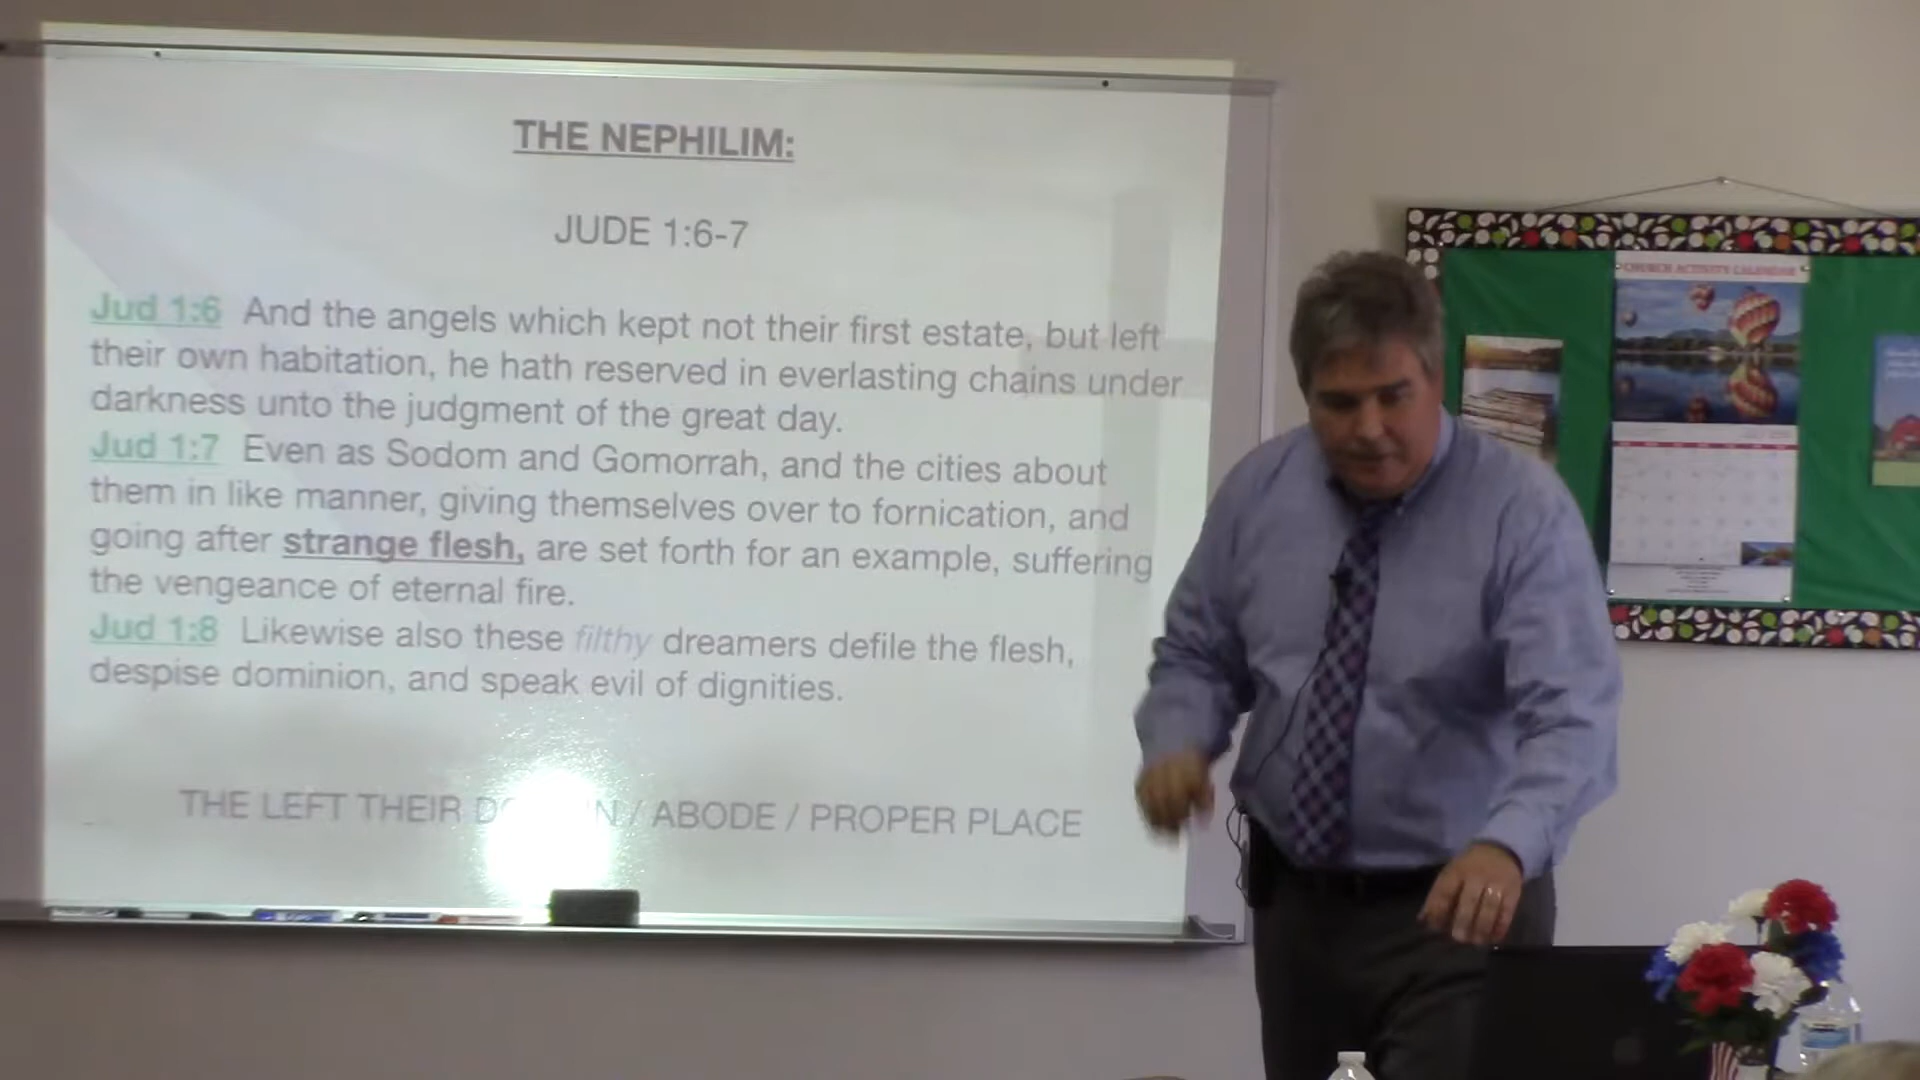 THE NEPHILIM:
JUDE 1:6-7
Jud 1:6 And the angels which kept not their first estate, but left
their own habitation, he hath reserved in everlasting chains under
darkness unto the judgment of the great day.
Jud 1:7 Even as Sodom and Gomorrah, and the cities about
them in like manner, giving themselves over to fornication, and
going after strange flesh, are set forth for an example, suffering
the vengeance of eternal fire.
Jud 1:8 Likewise also these filthy dreamers defile the flesh,
despise dominion, and speak evil of dignities.
THE LEFT THEIR / ABODE / PROPER PLACE
CHURCH ACTIVITY CALENDAR